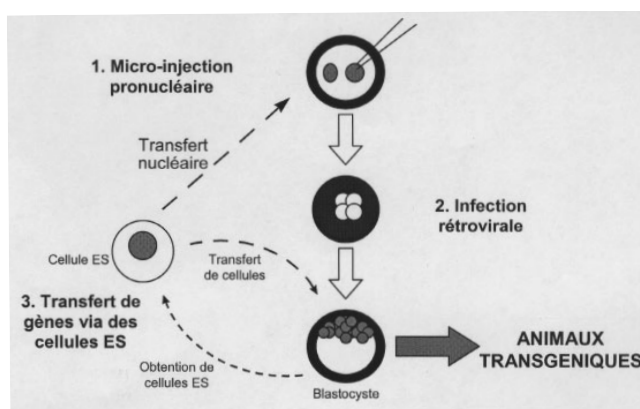 1. Micro-injection
pronucléaire
Transfert
nucléaire
2. Infection
rétrovirale
Cellule ES
Transfert
de cellules
3. Transfert de
gènes via des
cellules ES
Obtention de
cellules ES
Blastocyste
ANIMAUX
TRANSGENIQUES